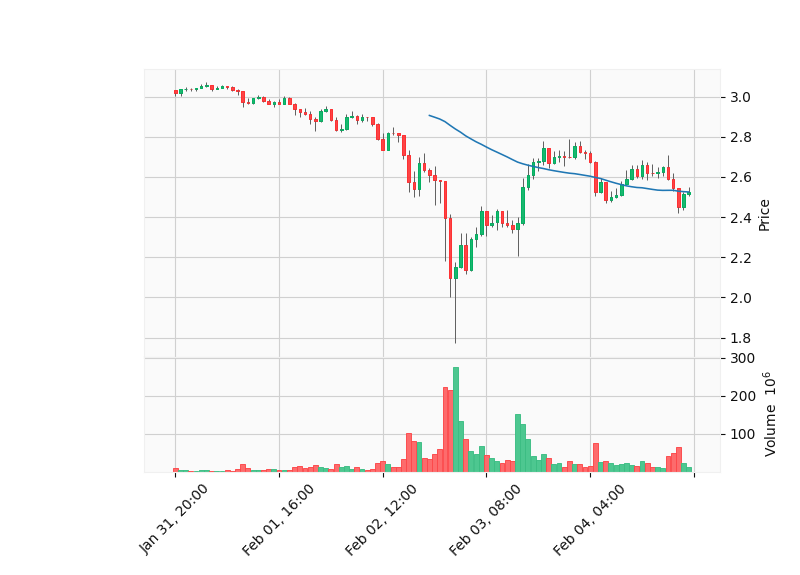 3.0
2.8
2.6
2.4
2.2
2.0
1.8
Price
300
200
100
Volume 10⁶
Jan 31, 20:00
Feb 01, 16:00
Feb 02, 12:00
Feb 03, 08:00
Feb 04, 04:00